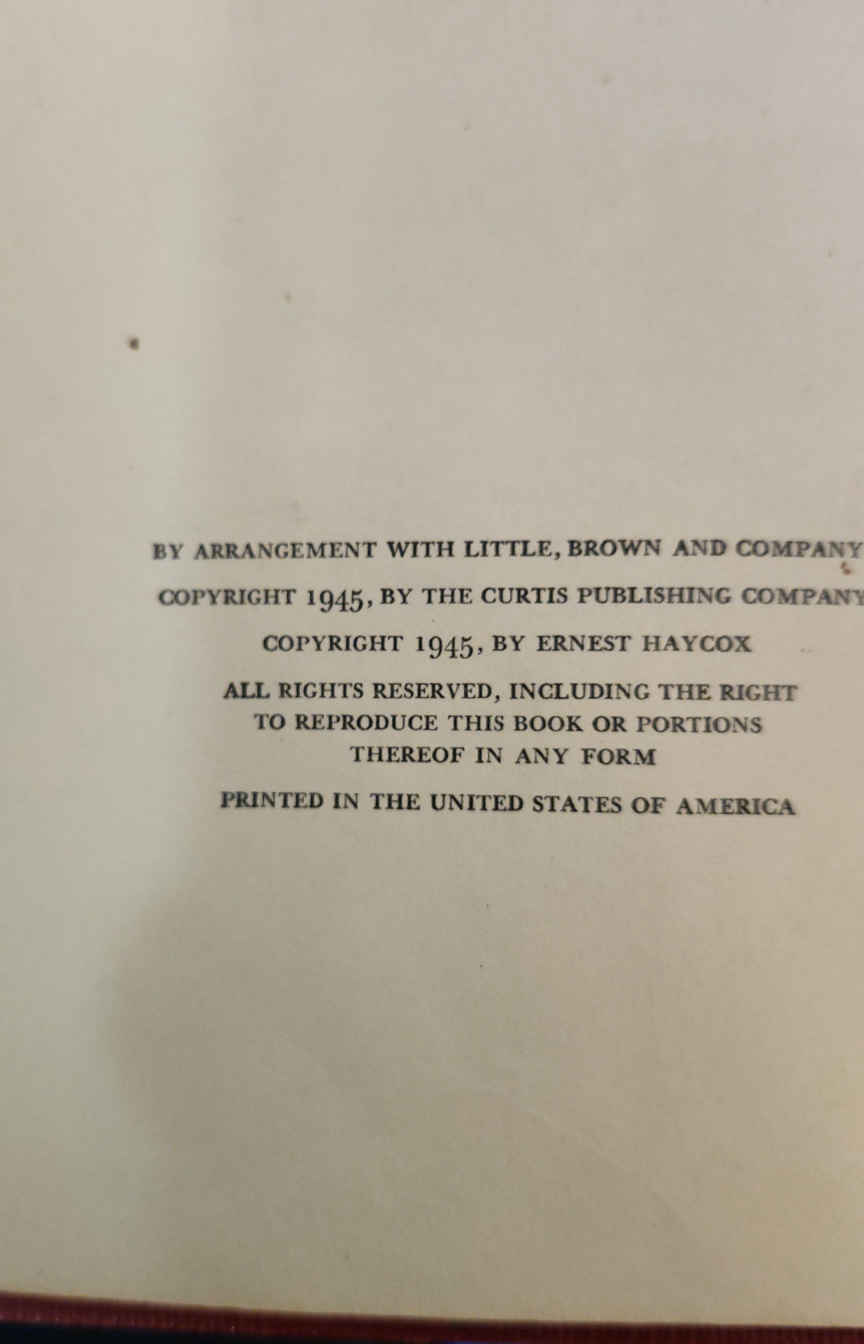 BY ARRANGEMENT WITH LITTLE, BROWN AND COMPANY
COPYRIGHT 1945, BY THE CURTIS PUBLISHING COMPANY
COPYRIGHT 1945, BY ERNEST HAYCOX
ALL RIGHTS RESERVED, INCLUDING THE RIGHT
TO REPRODUCE THIS BOOK OR PORTIONS
THEREOF IN ANY FORM
PRINTED IN THE UNITED STATES OF AMERICA